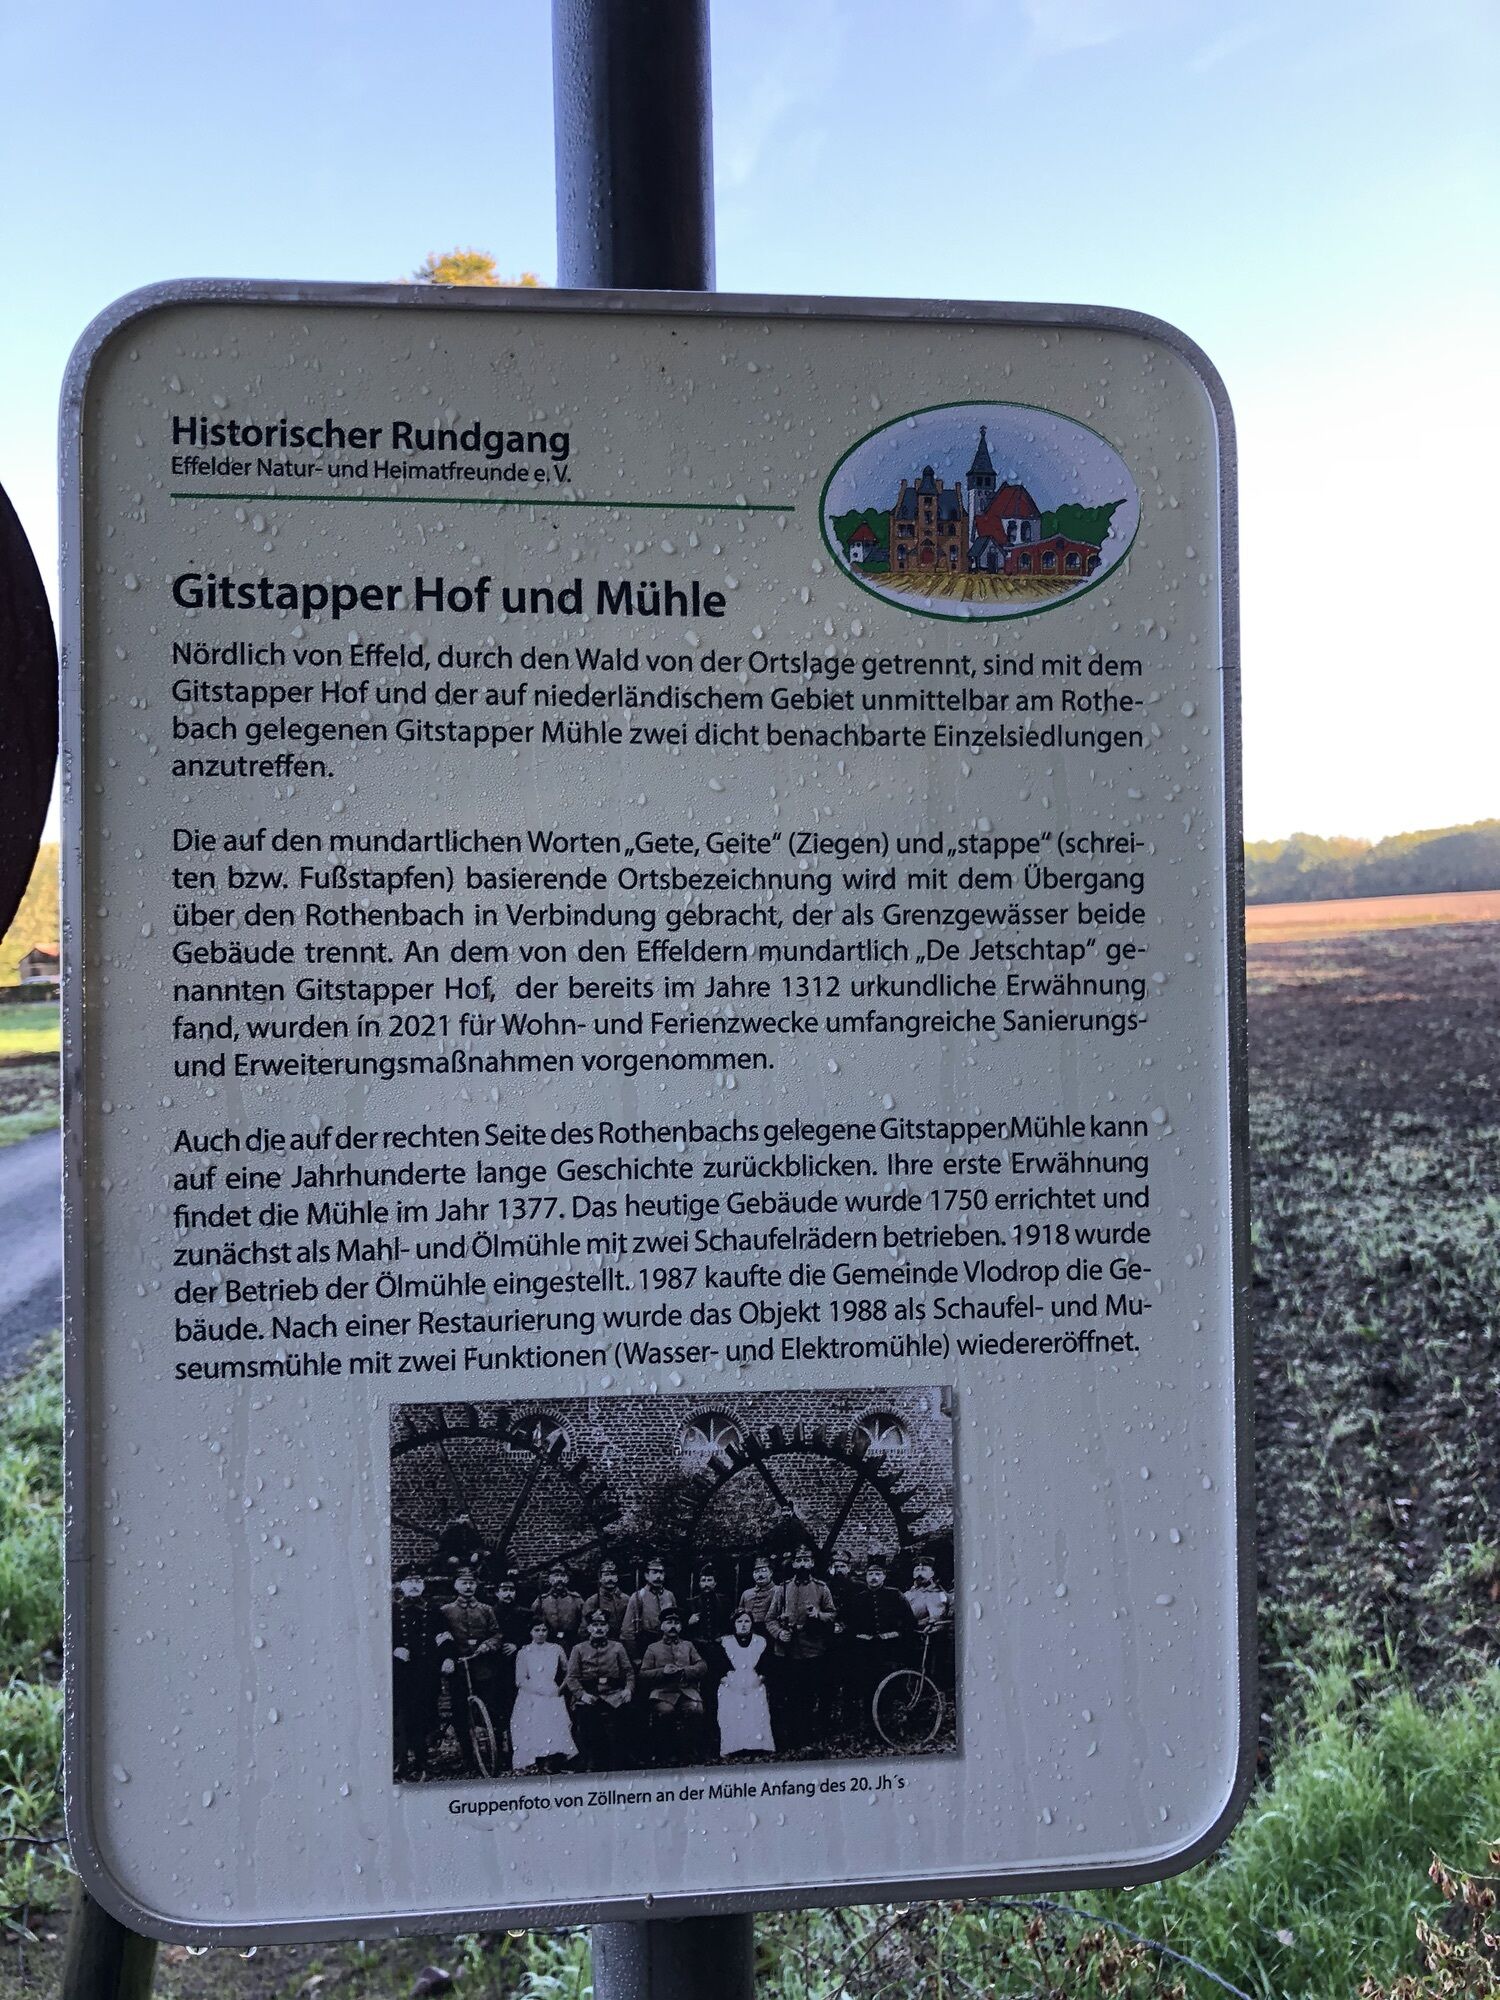 Historischer Rundgang
Effelder Natur- und Heimatfreunde e. V.
Gitstapper Hof und Mühle
Nördlich von Effeld, durch den Wald von der Ortslage getrennt, sind mit dem
Gitstapper Hof und der auf niederländischem Gebiet unmittelbar am Rothe-
bach gelegenen Gitstapper Mühle zwei dicht benachbarte Einzelsiedlungen
anzutreffen.
Die auf den mundartlichen Worten „Gete, Geite“ (Ziegen) und „stappe“ (schrei-
ten bzw. Fußstapfen) basierende Ortsbezeichnung wird mit dem Übergang
über den Rothenbach in Verbindung gebracht, der als Grenzgewässer beide
Gebäude trennt. An dem von den Effeldern mundartlich „De Jetschtap“ ge-
nannten Gitstapper Hof, der bereits im Jahre 1312 urkundliche Erwähnung
fand, wurden in 2021 für Wohn- und Ferienzwecke umfangreiche Sanierungs-
und Erweiterungsmaßnahmen vorgenommen.
Auch die auf der rechten Seite des Rothenbachs gelegene Gitstapper Mühle kann
auf eine Jahrhunderte lange Geschichte zurückblicken. Ihre erste Erwähnung
findet die Mühle im Jahr 1377. Das heutige Gebäude wurde 1750 errichtet und
zunächst als Mahl- und Ölmühle mit zwei Schaufelrädern betrieben. 1918 wurde
der Betrieb der Ölmühle eingestellt. 1987 kaufte die Gemeinde Vlodrop die Ge-
bäude. Nach einer Restaurierung wurde das Objekt 1988 als Schaufel- und Mu-
seumsmühle mit zwei Funktionen (Wasser- und Elektromühle) wiedereröffnet.
Gruppenfoto von Zöllnern an der Mühle Anfang des 20. Jh´s